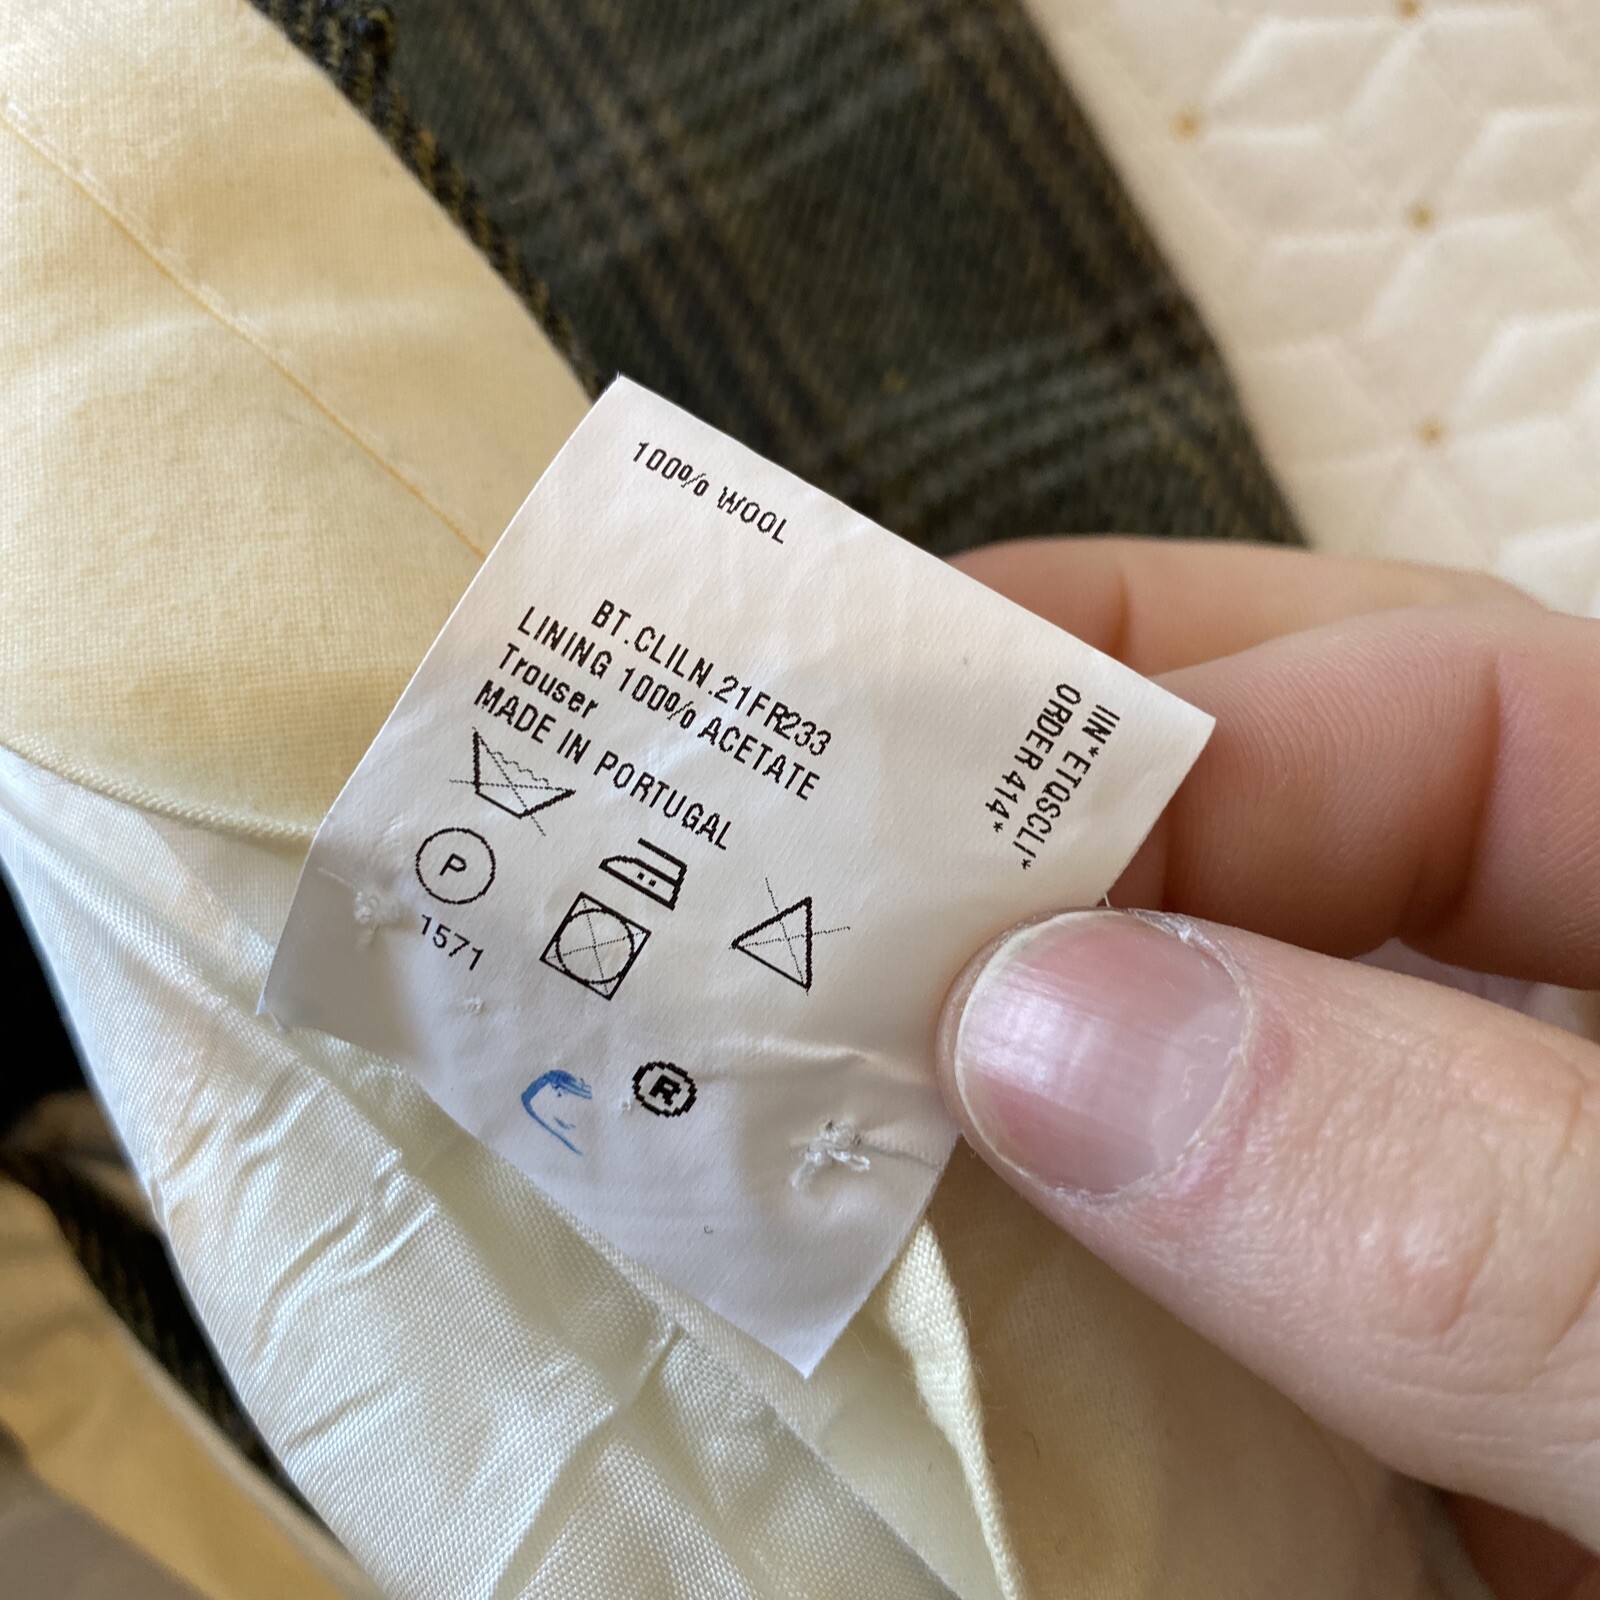 100% WOOL
BT.CLILN.21FR233
LINING 100% ACETATE
Trouser
MADE IN PORTUGAL
P
1571
®
IIN*ETQSCLI*
ORDER 414*